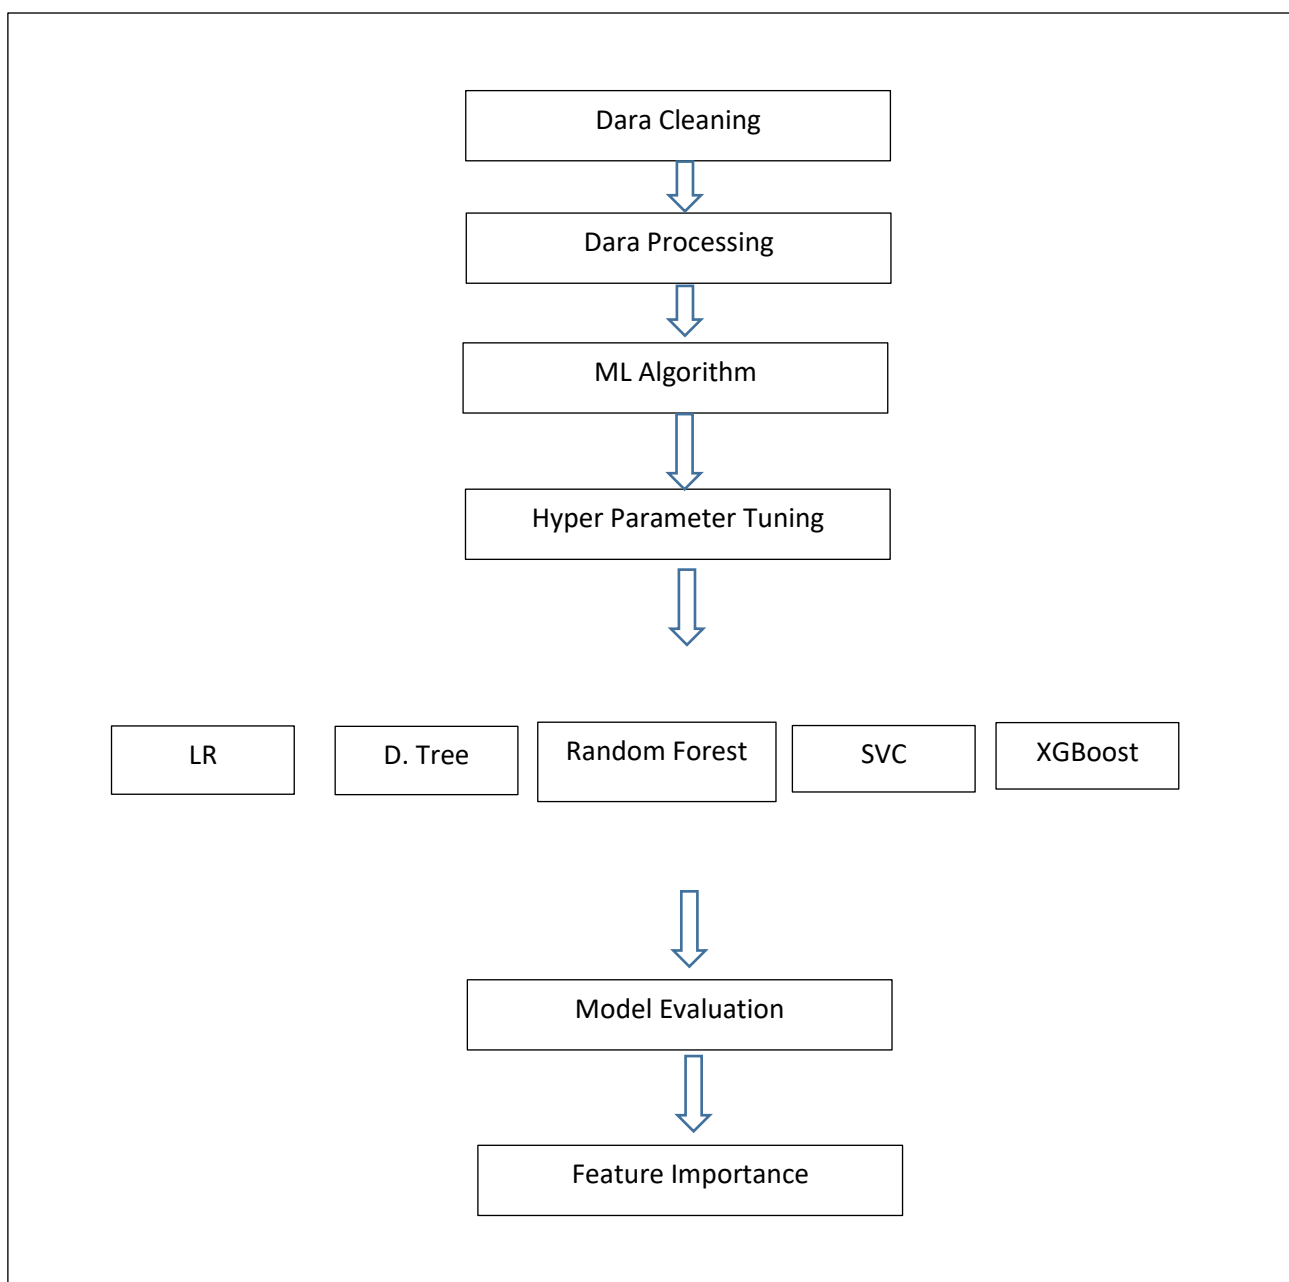 Dara Cleaning
Dara Processing
ML Algorithm
Hyper Parameter Tuning
LR
D. Tree
Random Forest
SVC
XGBoost
Model Evaluation
Feature Importance